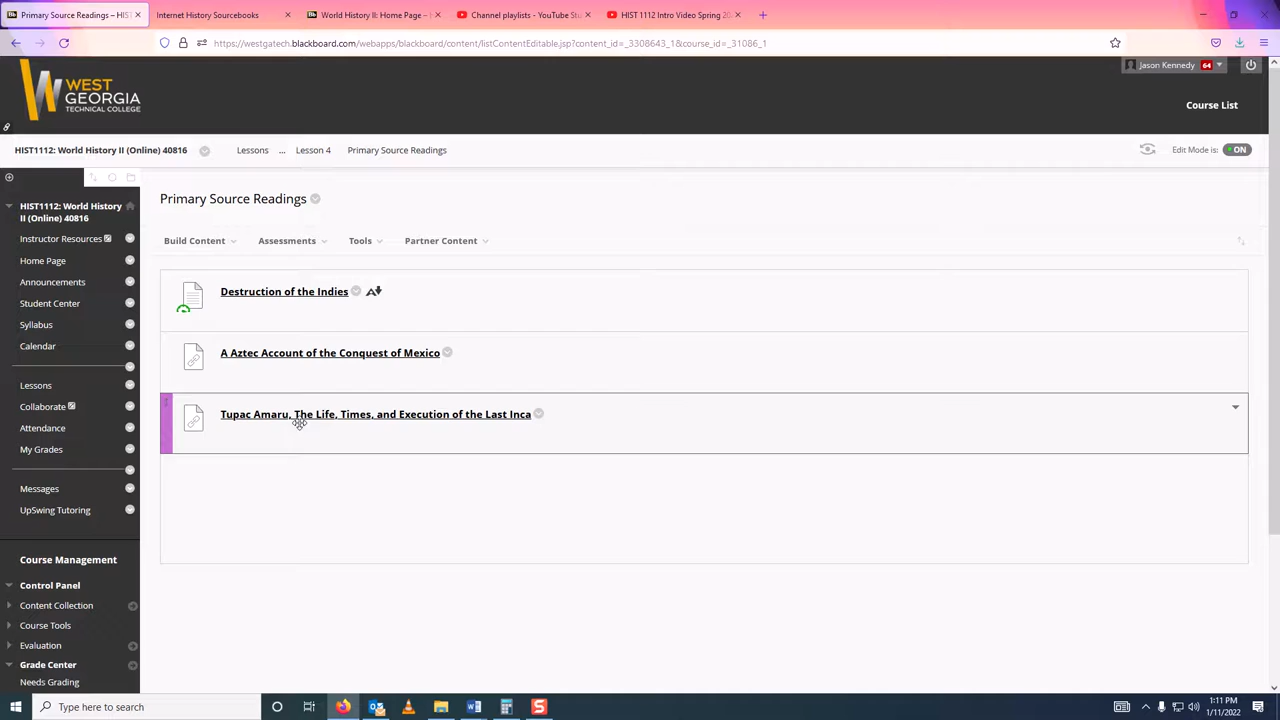 Primary Source Readings – HIST
Internet History Sourcebooks
World History II: Home Page –
Channel playlists - YouTube Stu
HIST 1112 Intro Video Spring 20
https://westgatech.blackboard.com/webapps/blackboard/content/listContentEditable.jsp?content_id=_3308643_1&course_id=_31086_1
WEST
GEORGIA
TECHNICAL COLLEGE
Jason Kennedy 64
Course List
HIST1112: World History II (Online) 40816
Lessons ... Lesson 4 Primary Source Readings
Edit Mode is: ON
HIST1112: World History
II (Online) 40816
Instructor Resources
Home Page
Announcements
Student Center
Syllabus
Calendar
Lessons
Collaborate
Attendance
My Grades
Messages
UpSwing Tutoring
Course Management
Control Panel
Content Collection
Course Tools
Evaluation
Grade Center
Needs Grading
Primary Source Readings
Build Content Assessments Tools Partner Content
Destruction of the Indies
A Aztec Account of the Conquest of Mexico
Tupac Amaru, The Life, Times, and Execution of the Last Inca
Type here to search
1:11 PM
1/11/2022